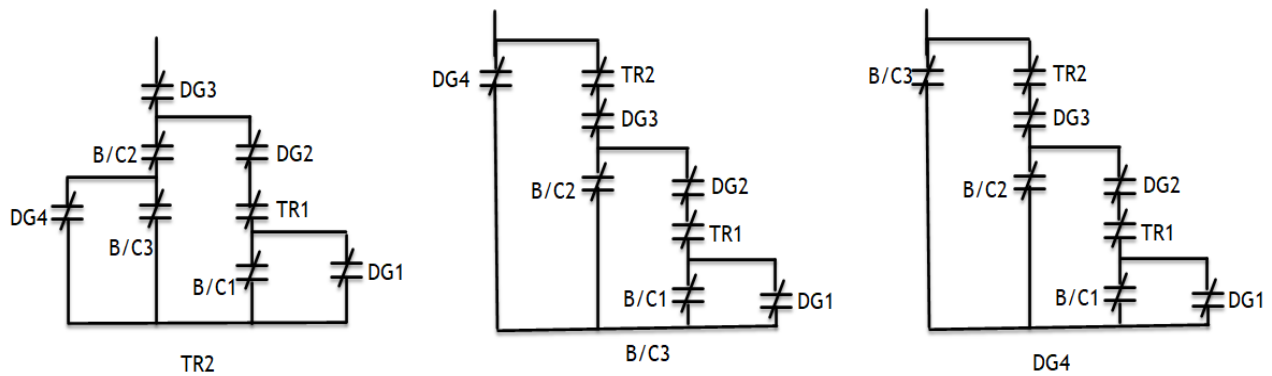 DG3
B/C2
DG2
DG4
TR1
B/C3
B/C1
DG1
TR2
DG4
TR2
DG3
B/C2
DG2
TR1
B/C1
DG1
B/C3
B/C3
TR2
DG3
B/C2
DG2
TR1
B/C1
DG1
DG4